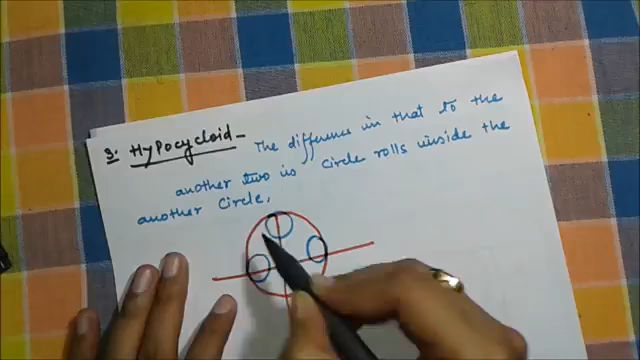 3. Hypocycloid - The difference in that to the
another two is circle rolls inside the
another circle.